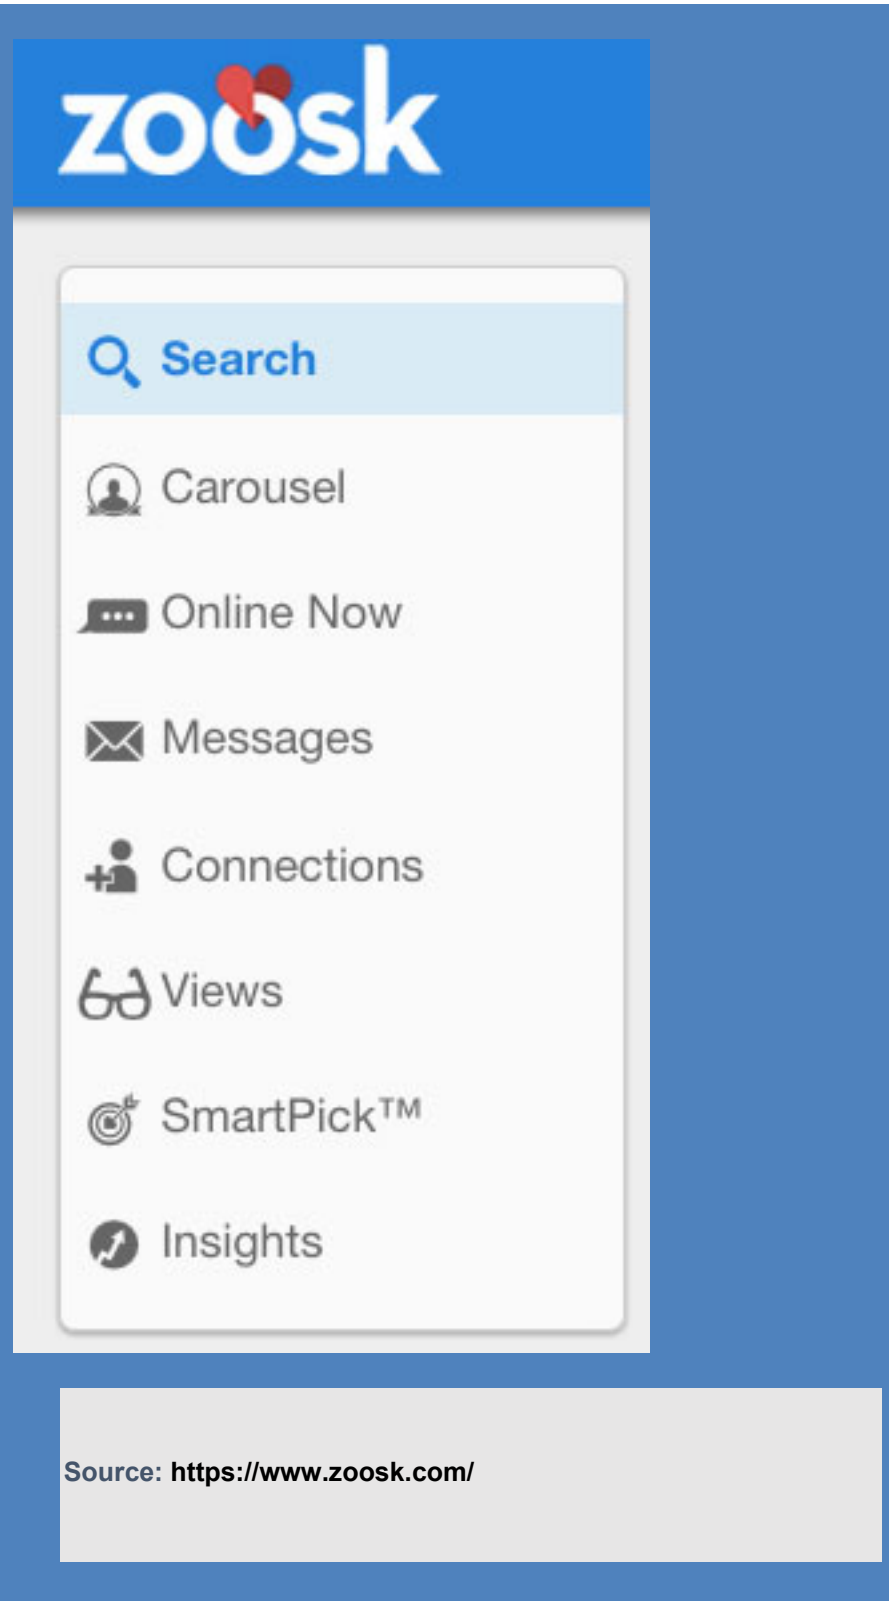 zoosk
Search
Carousel
Online Now
Messages
Connections
Views
SmartPick™
Insights
Source: https://www.zoosk.com/